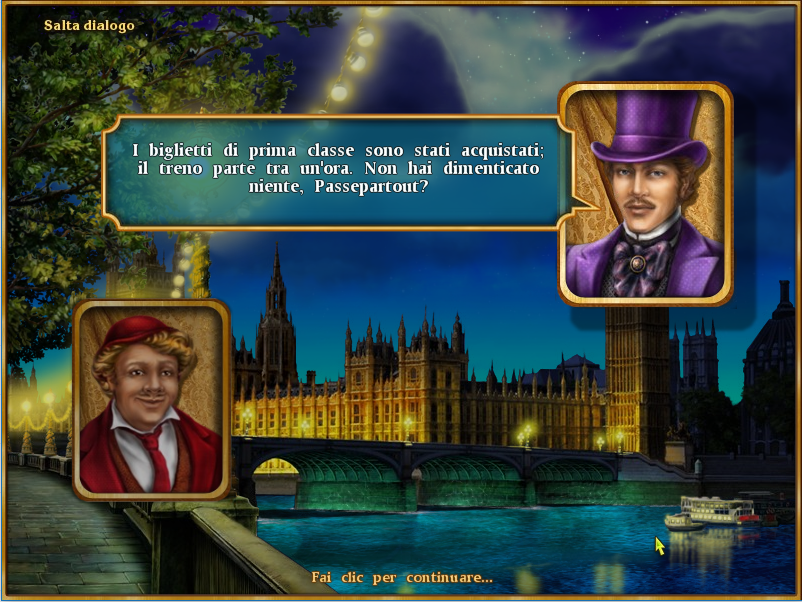 Salta dialogo
I biglietti di prima classe sono stati acquistati;
il treno parte tra un'ora. Non hai dimenticato
niente, Passepartout?
Fai clic per continuare...